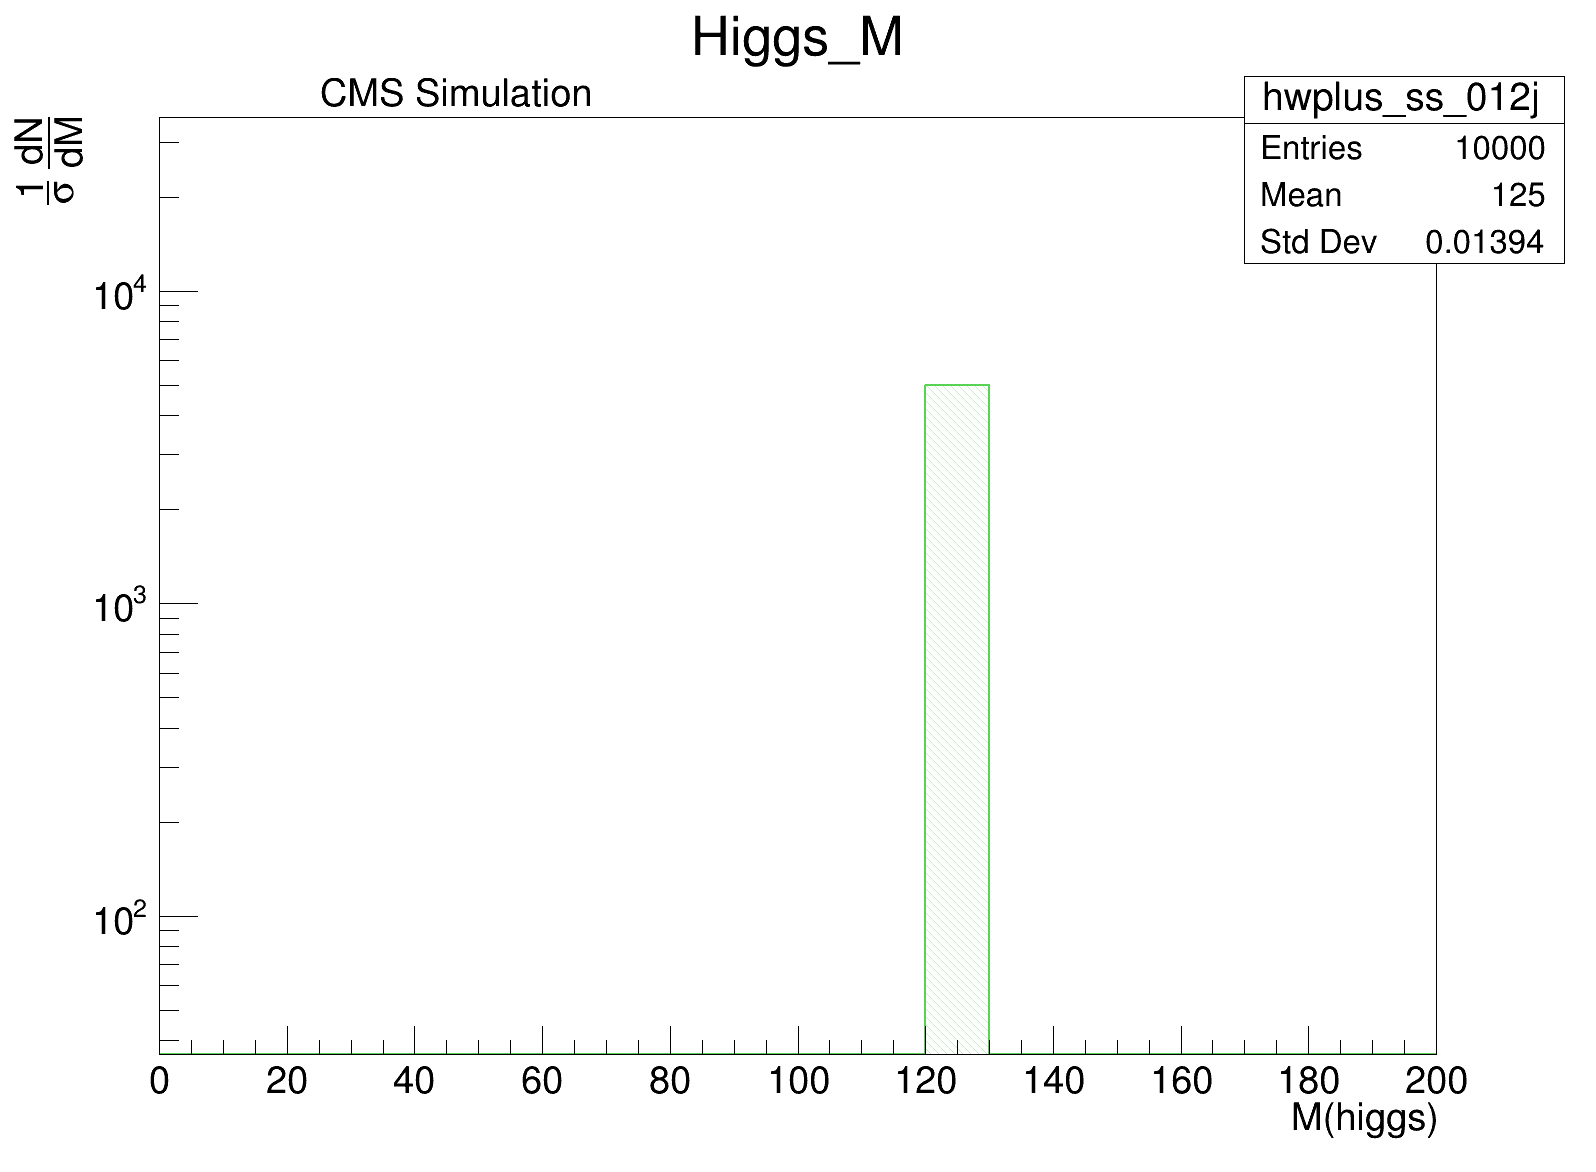 Higgs_M
CMS Simulation
hwplus_ss_012j
Entries 10000
Mean 125
Std Dev 0.01394
1 dN
σ dM
10⁴
10³
10²
0 20 40 60 80 100 120 140 160 180 200
M(higgs)